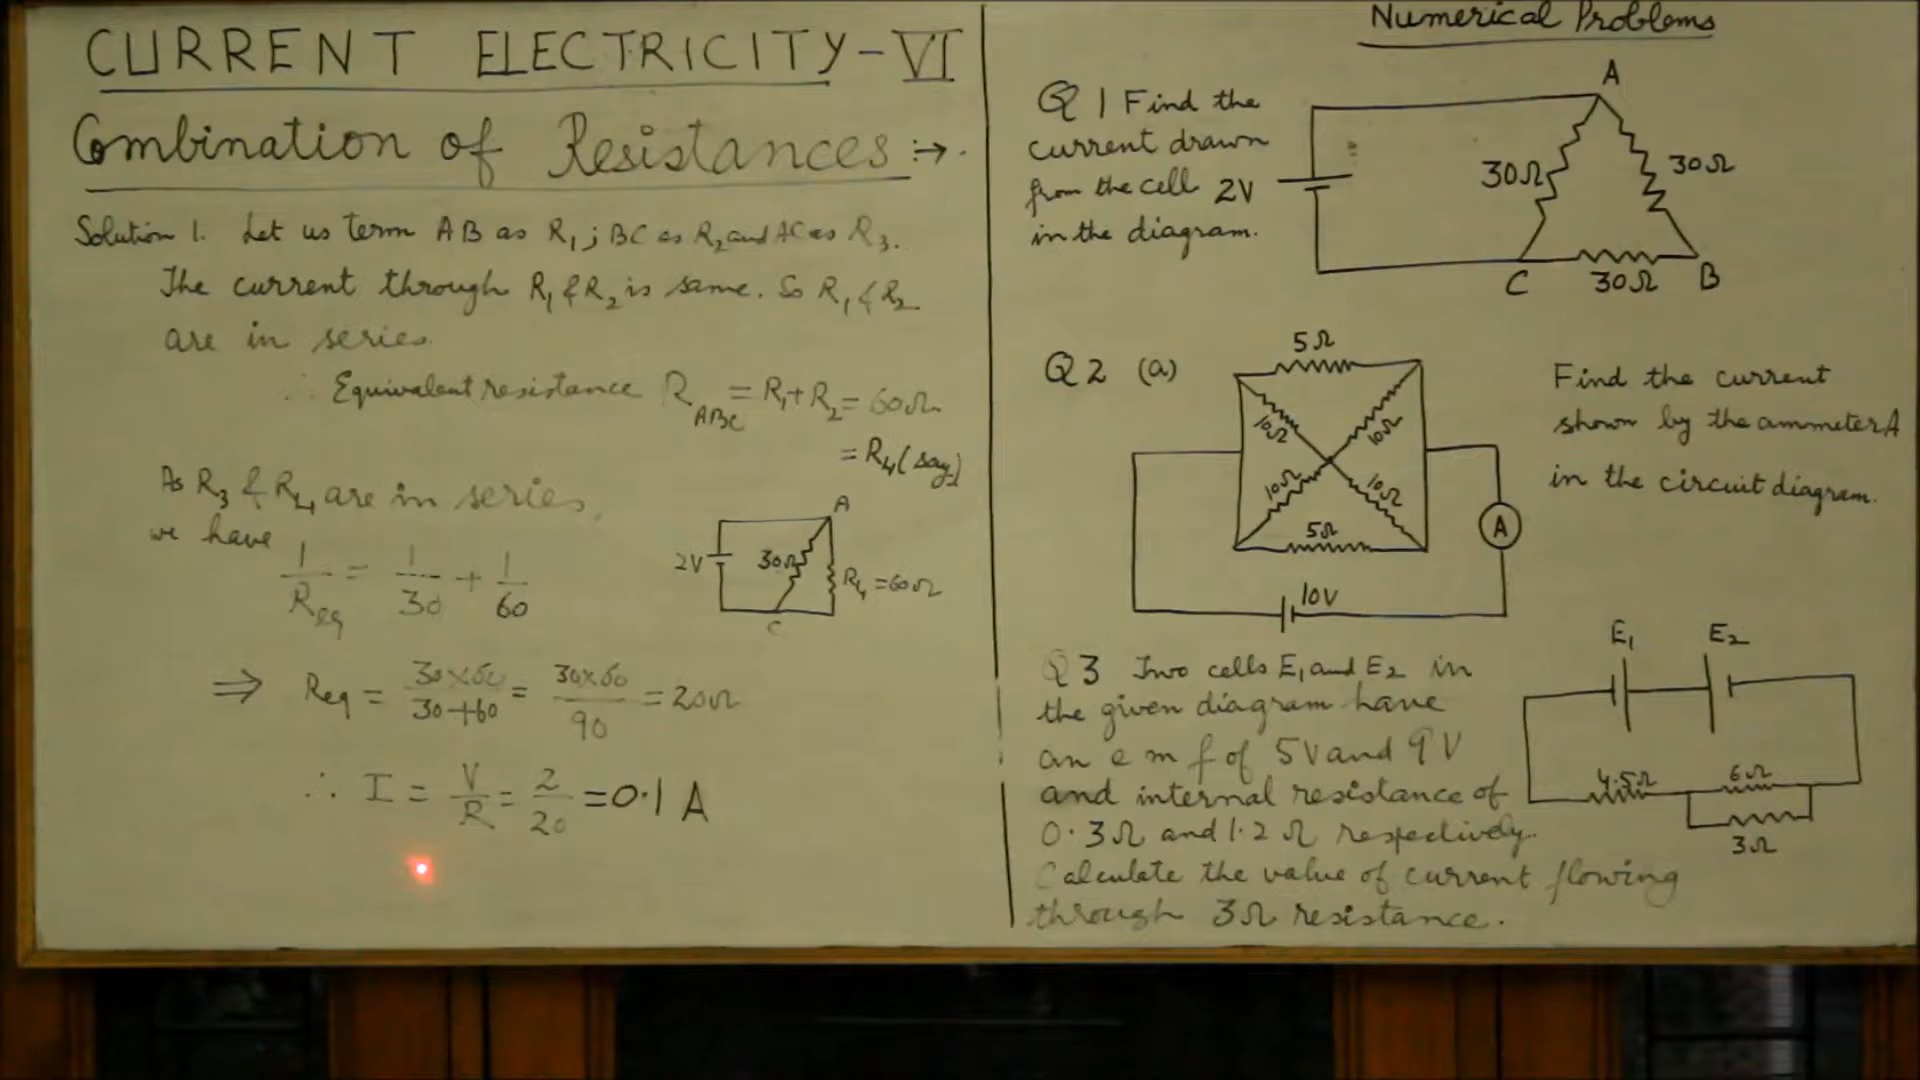 CURRENT ELECTRICITY-VI
Combination of Resistances :→.
Solution 1. Let us term AB as R₁; BC as R₂ and AC as R₃.
The current through R₁ & R₂ is same. So R₁ & R₂
are in series.
∴ Equivalent resistance R_ABC = R₁+R₂ = 60Ω
= R₄ (say)
As R₃ & R₄ are in series,
we have
1/Req = 1/30 + 1/60
A
2V
30Ω
R₄ = 60Ω
C
⇒ Req = 30×60/30+60 = 30×60/90 = 20Ω
∴ I = V/R = 2/20 = 0.1 A
Numerical Problems
Q 1 Find the
current drawn
from the cell
in the diagram.
2V
A
30Ω
30Ω
C
30Ω
B
Q 2 (a)
5Ω
10Ω
10Ω
10Ω
10Ω
5Ω
A
10V
Find the current
shown by the ammeter A
in the circuit diagram.
Q 3 Two cells E₁ and E₂ in
the given diagram have
an e m f of 5V and 9V
and internal resistance of
0.3Ω and 1.2Ω respectively.
Calculate the value of current flowing
through 3Ω resistance.
E₁
E₂
4.5Ω
6Ω
3Ω